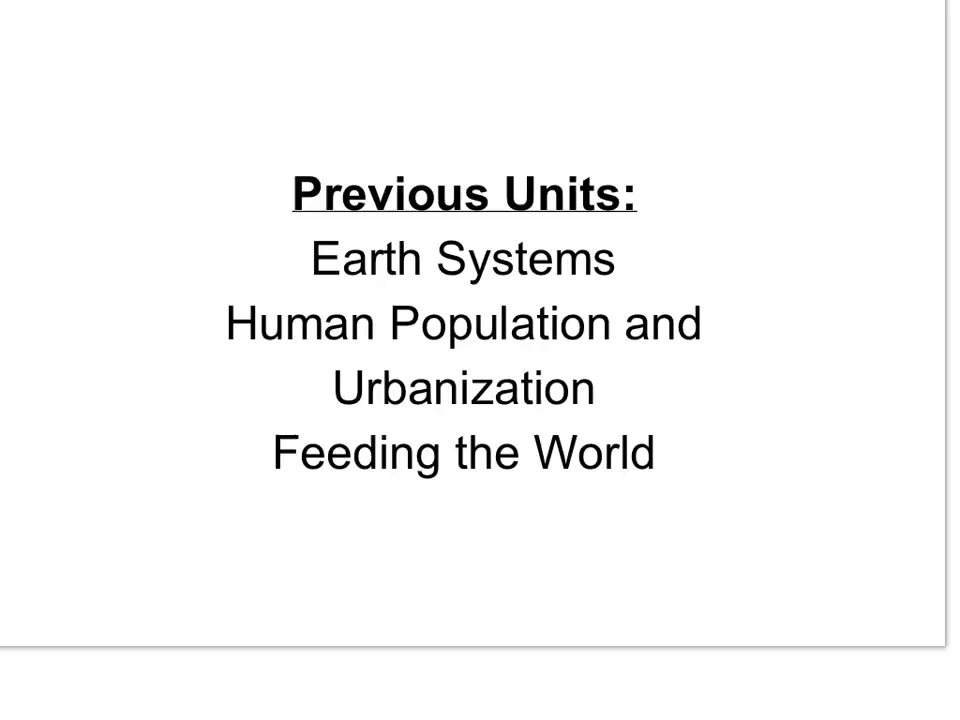 Previous Units:
Earth Systems
Human Population and
Urbanization
Feeding the World